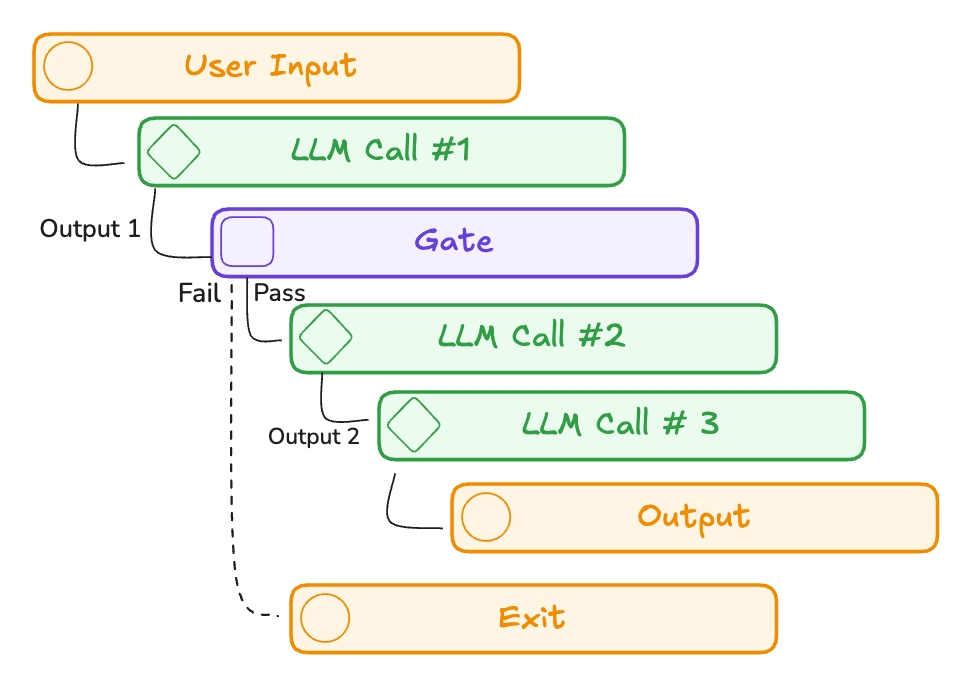 User Input
LLM Call #1
Output 1
Gate
Fail
Pass
LLM Call #2
Output 2
LLM Call # 3
Output
Exit